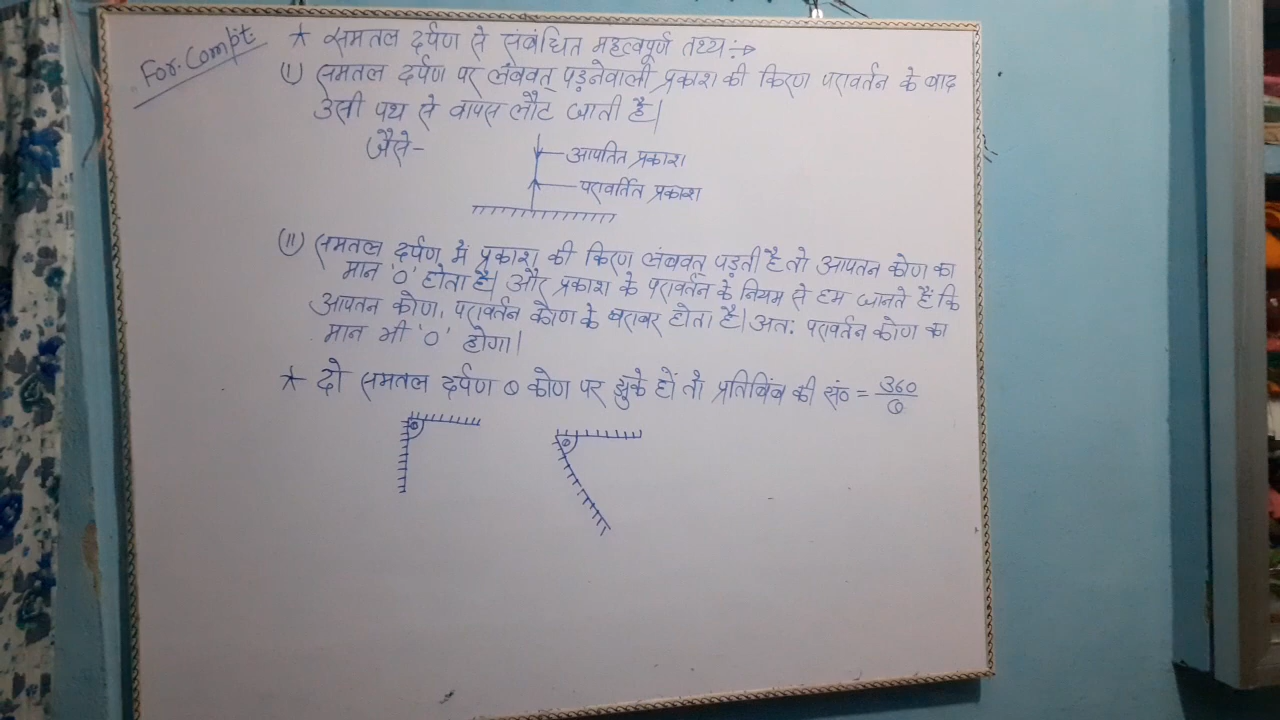 For. Compt.
★ समतल दर्पण से संबंधित महत्वपूर्ण तथ्य :→
(I) समतल दर्पण पर लंबवत् पड़नेवाली प्रकाश की किरण परावर्तन के बाद
उसी पथ से वापस लौट जाती है।
जैसे-
आपतित प्रकाश
परावर्तित प्रकाश
(II) समतल दर्पण में प्रकाश की किरण लंबवत् पड़ती है तो आपतन कोण का
मान '0' होता है। और प्रकाश के परावर्तन के नियम से हम जानते हैं कि
आपतन कोण, परावर्तन कोण के बराबर होता है। अतः परावर्तन कोण का
मान भी '0' होगा।
★ दो समतल दर्पण θ कोण पर झुके हों तो प्रतिबिंब की सं० = 360/θ
θ
θ